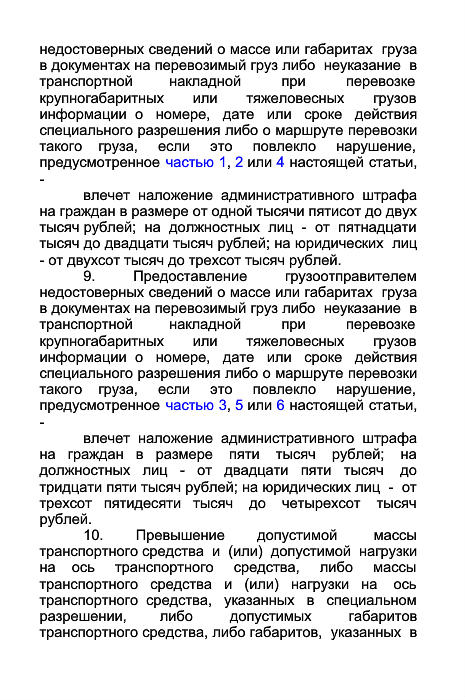 недостоверных сведений о массе или габаритах груза
в документах на перевозимый груз либо неуказание в
транспортной накладной при перевозке
крупногабаритных или тяжеловесных грузов
информации о номере, дате или сроке действия
специального разрешения либо о маршруте перевозки
такого груза, если это повлекло нарушение,
предусмотренное частью 1, 2 или 4 настоящей статьи,
-
влечет наложение административного штрафа
на граждан в размере от одной тысячи пятисот до двух
тысяч рублей; на должностных лиц - от пятнадцати
тысяч до двадцати тысяч рублей; на юридических лиц
- от двухсот тысяч до трехсот тысяч рублей.
9. Предоставление грузоотправителем
недостоверных сведений о массе или габаритах груза
в документах на перевозимый груз либо неуказание в
транспортной накладной при перевозке
крупногабаритных или тяжеловесных грузов
информации о номере, дате или сроке действия
специального разрешения либо о маршруте перевозки
такого груза, если это повлекло нарушение,
предусмотренное частью 3, 5 или 6 настоящей статьи,
-
влечет наложение административного штрафа
на граждан в размере пяти тысяч рублей; на
должностных лиц - от двадцати пяти тысяч до
тридцати пяти тысяч рублей; на юридических лиц - от
трехсот пятидесяти тысяч до четырехсот тысяч
рублей.
10. Превышение допустимой массы
транспортного средства и (или) допустимой нагрузки
на ось транспортного средства, либо массы
транспортного средства и (или) нагрузки на ось
транспортного средства, указанных в специальном
разрешении, либо допустимых габаритов
транспортного средства, либо габаритов, указанных в